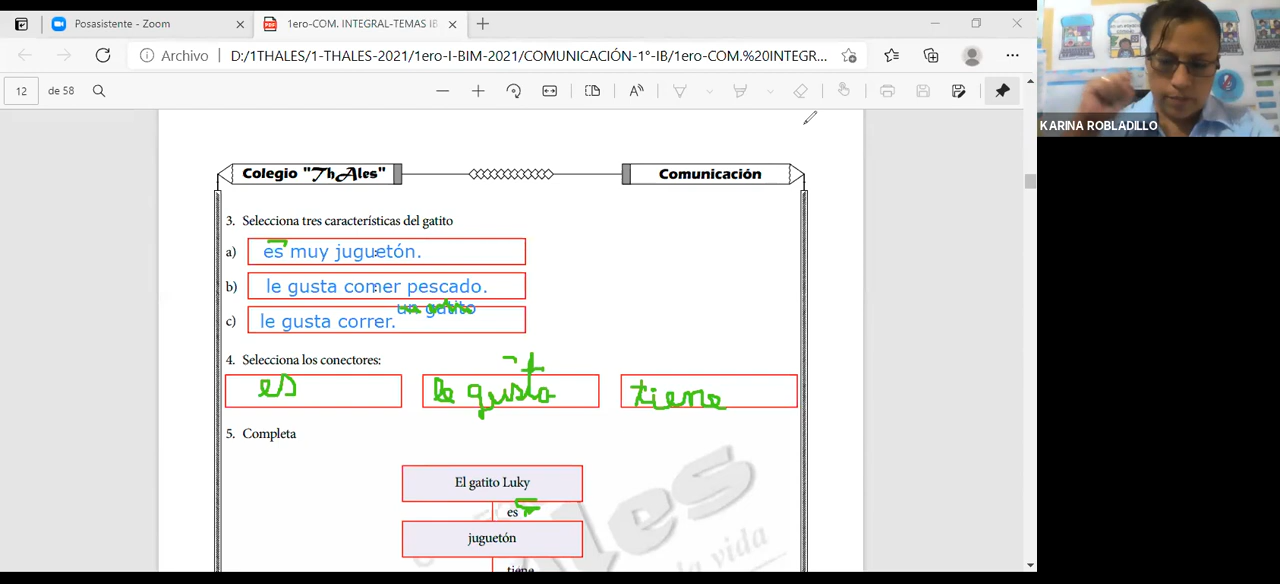 Posasistente - Zoom
1ero-COM. INTEGRAL-TEMAS IB
Archivo
D:/1THALES/1-THALES-2021/1ero-I-BIM-2021/COMUNICACIÓN-1°-IB/1ero-COM.%20INTEGR...
12 de 58
KARINA ROBLADILLO
Colegio "ThAles"
Comunicación
3. Selecciona tres características del gatito
a) es muy juguetón.
b) le gusta comer pescado.
un gatito
c) le gusta correr.
4. Selecciona los conectores:
es le gusta tiene
5. Completa
El gatito Luky
es
juguetón
tiene